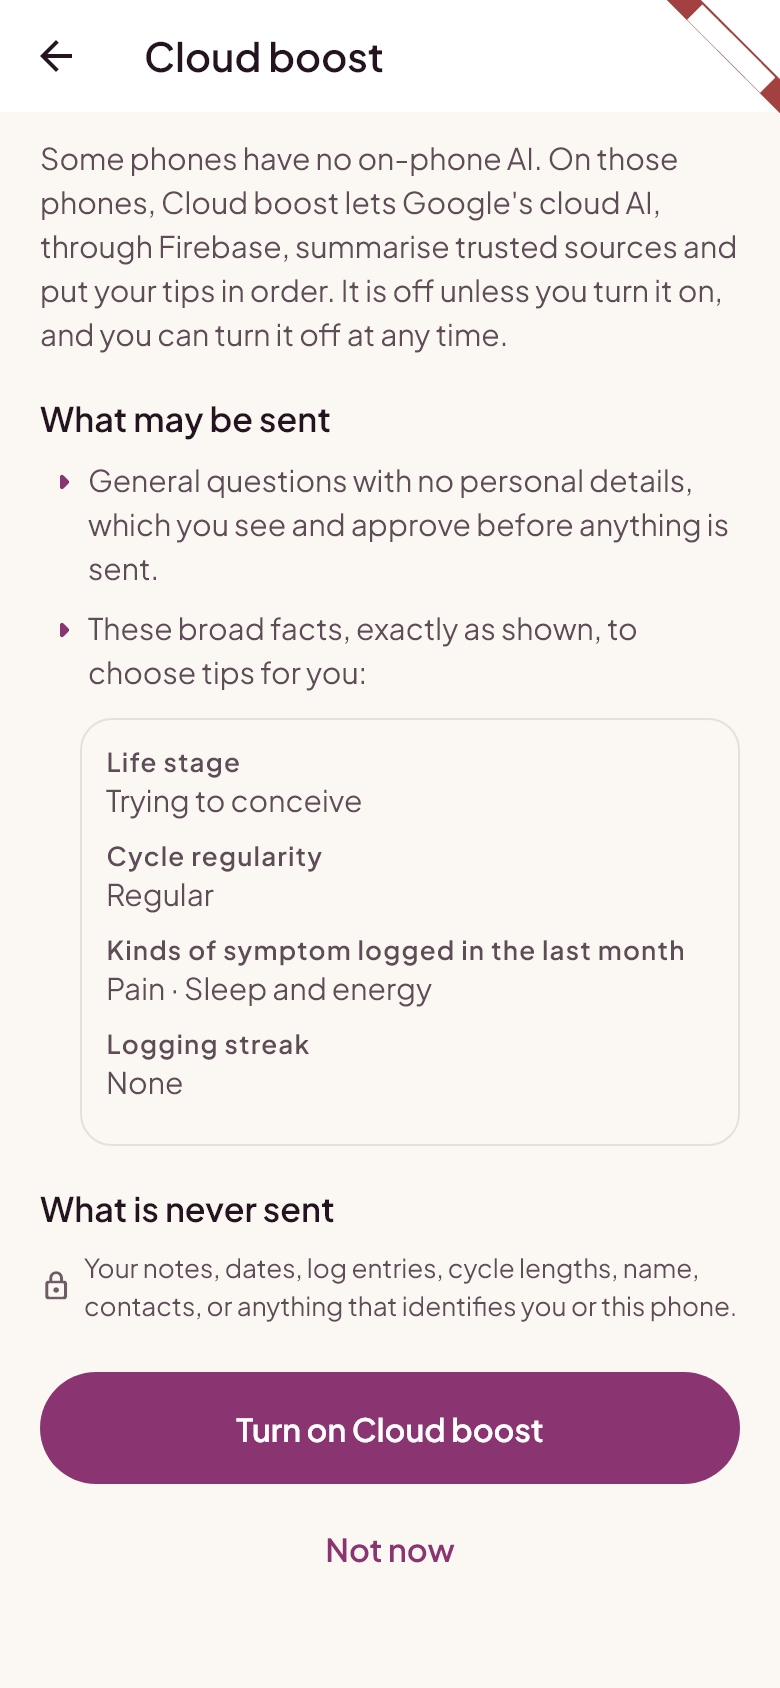 Cloud boost
Some phones have no on-phone AI. On those
phones, Cloud boost lets Google's cloud AI,
through Firebase, summarise trusted sources and
put your tips in order. It is off unless you turn it on,
and you can turn it off at any time.
What may be sent
General questions with no personal details,
which you see and approve before anything is
sent.
These broad facts, exactly as shown, to
choose tips for you:
Life stage
Trying to conceive
Cycle regularity
Regular
Kinds of symptom logged in the last month
Pain · Sleep and energy
Logging streak
None
What is never sent
Your notes, dates, log entries, cycle lengths, name,
contacts, or anything that identifies you or this phone.
Turn on Cloud boost
Not now